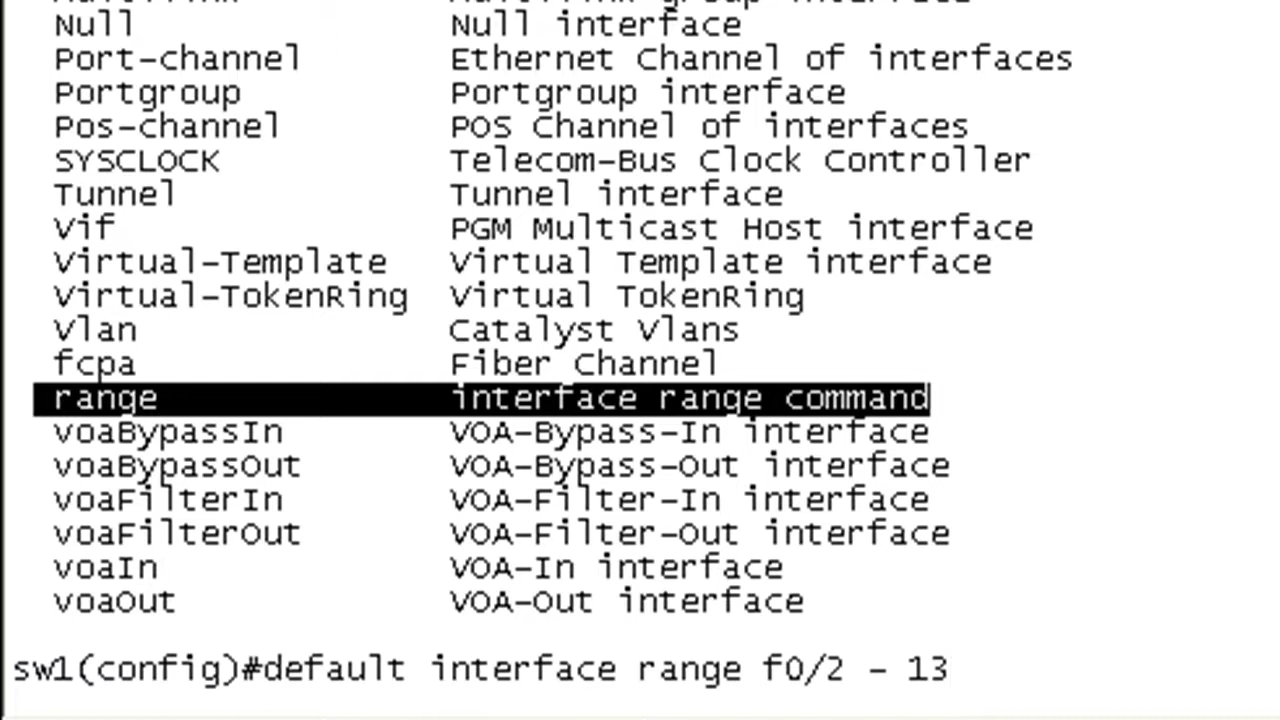 Null Null interface
Port-channel Ethernet Channel of interfaces
Portgroup Portgroup interface
Pos-channel POS Channel of interfaces
SYSCLOCK Telecom-Bus Clock Controller
Tunnel Tunnel interface
Vif PGM Multicast Host interface
Virtual-Template Virtual Template interface
Virtual-TokenRing Virtual TokenRing
Vlan Catalyst Vlans
fcpa Fiber Channel
range interface range command
voaBypassIn VOA-Bypass-In interface
voaBypassOut VOA-Bypass-Out interface
voaFilterIn VOA-Filter-In interface
voaFilterOut VOA-Filter-Out interface
voaIn VOA-In interface
voaOut VOA-Out interface
sw1(config)#default interface range f0/2 - 13